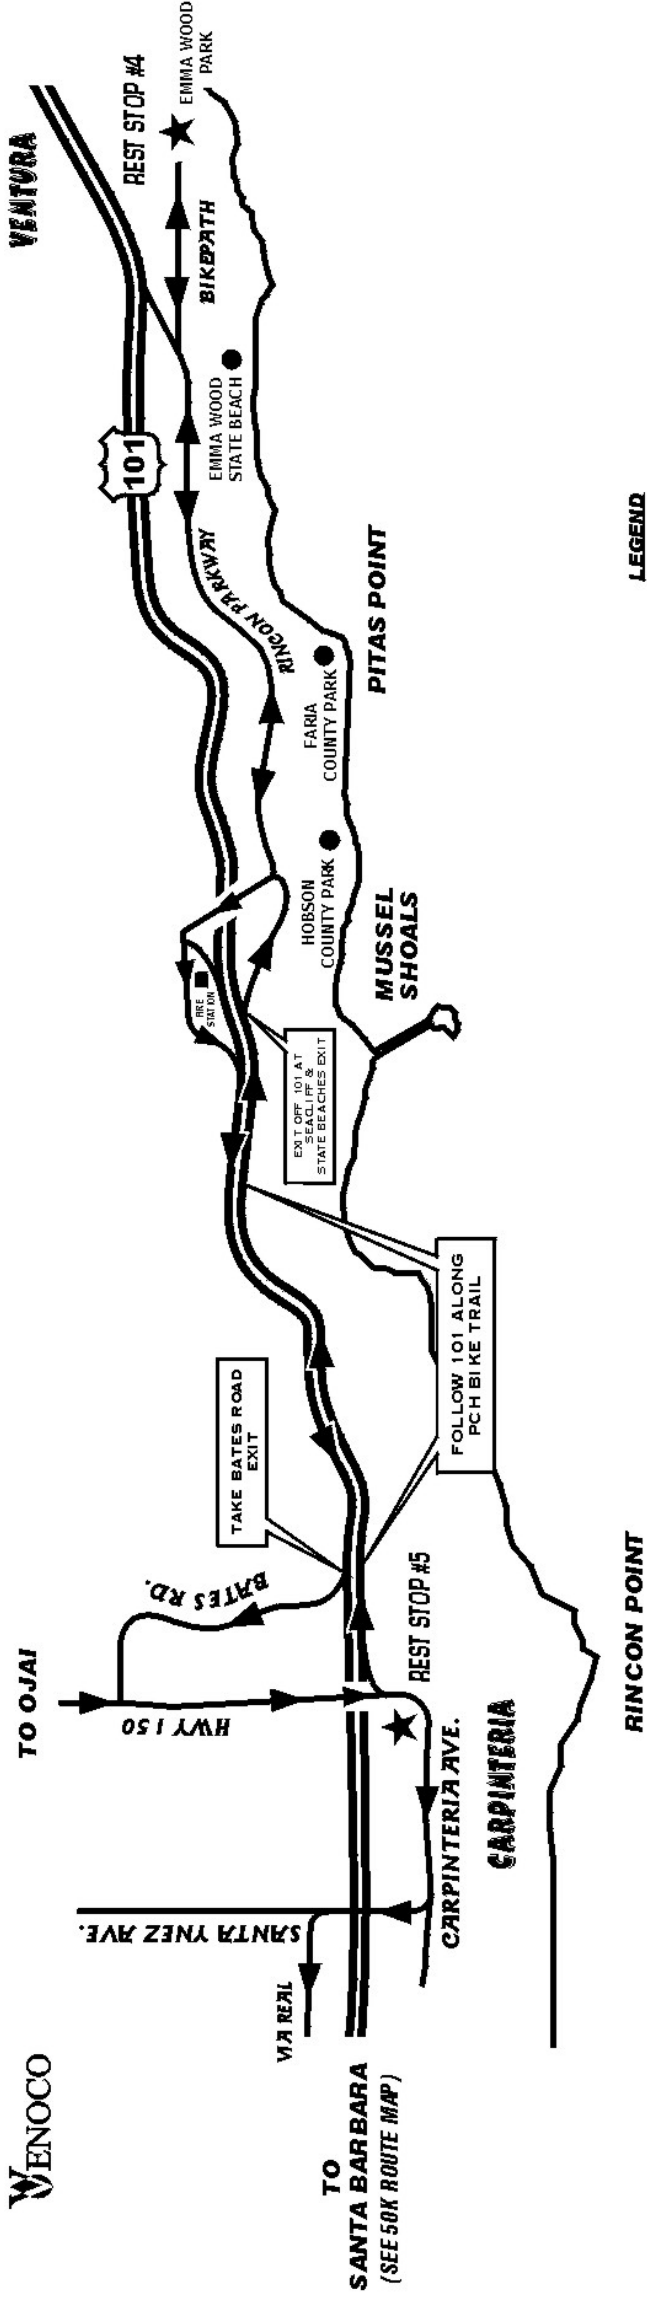 VENOCO
TO
SANTA BARBARA
(SEE 50K ROUTE MAP)
VIA REAL
SANTA YNEZ AVE.
CARPINTERIA AVE.
CARPINTERIA
TO OJAI
HWY 150
REST STOP #5
BATES RD.
RINCON POINT
TAKE BATES ROAD
EXIT
FOLLOW 101 ALONG
PCH BIKE TRAIL
EXIT OFF 101 AT
SEACLIFF &
STATE BEACHES EXIT
FIRE
STATION
MUSSEL
SHOALS
HOBSON
COUNTY PARK
FARIA
COUNTY PARK
PITAS POINT
RINCON PARKWAY
101
EMMA WOOD
STATE BEACH
BIKEPATH
VENTURA
REST STOP #4
EMMA WOOD
PARK
LEGEND